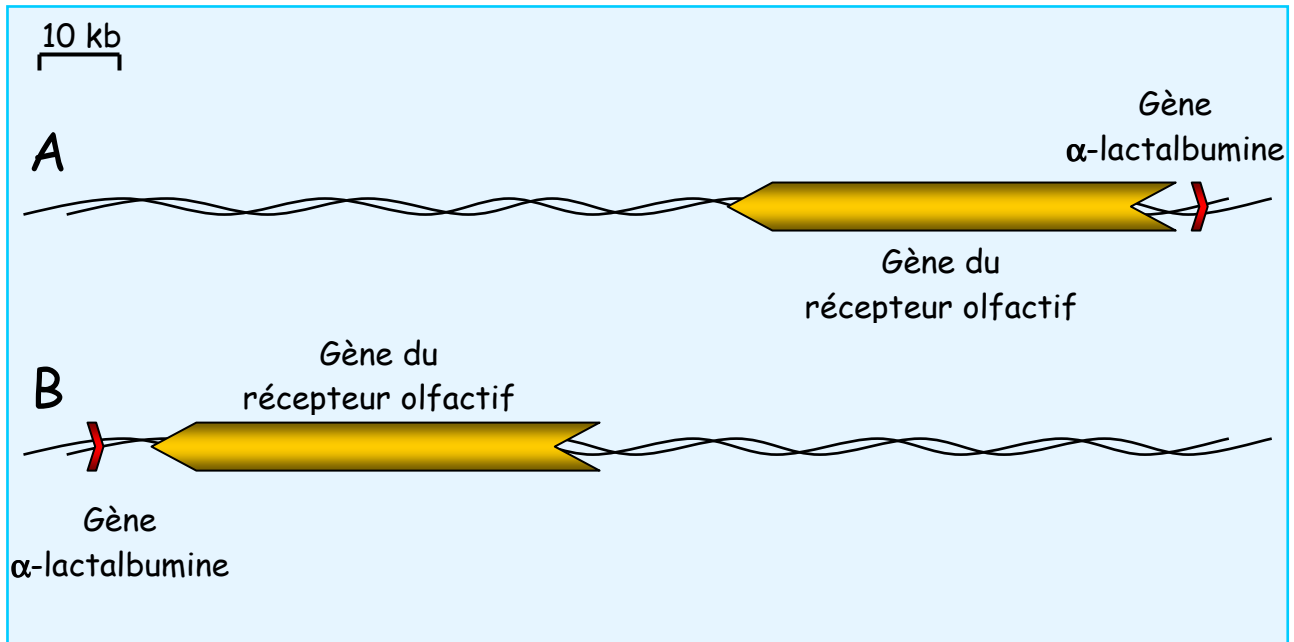 10 kb
A
Gène
α-lactalbumine
Gène du
récepteur olfactif
B
Gène du
récepteur olfactif
Gène
α-lactalbumine